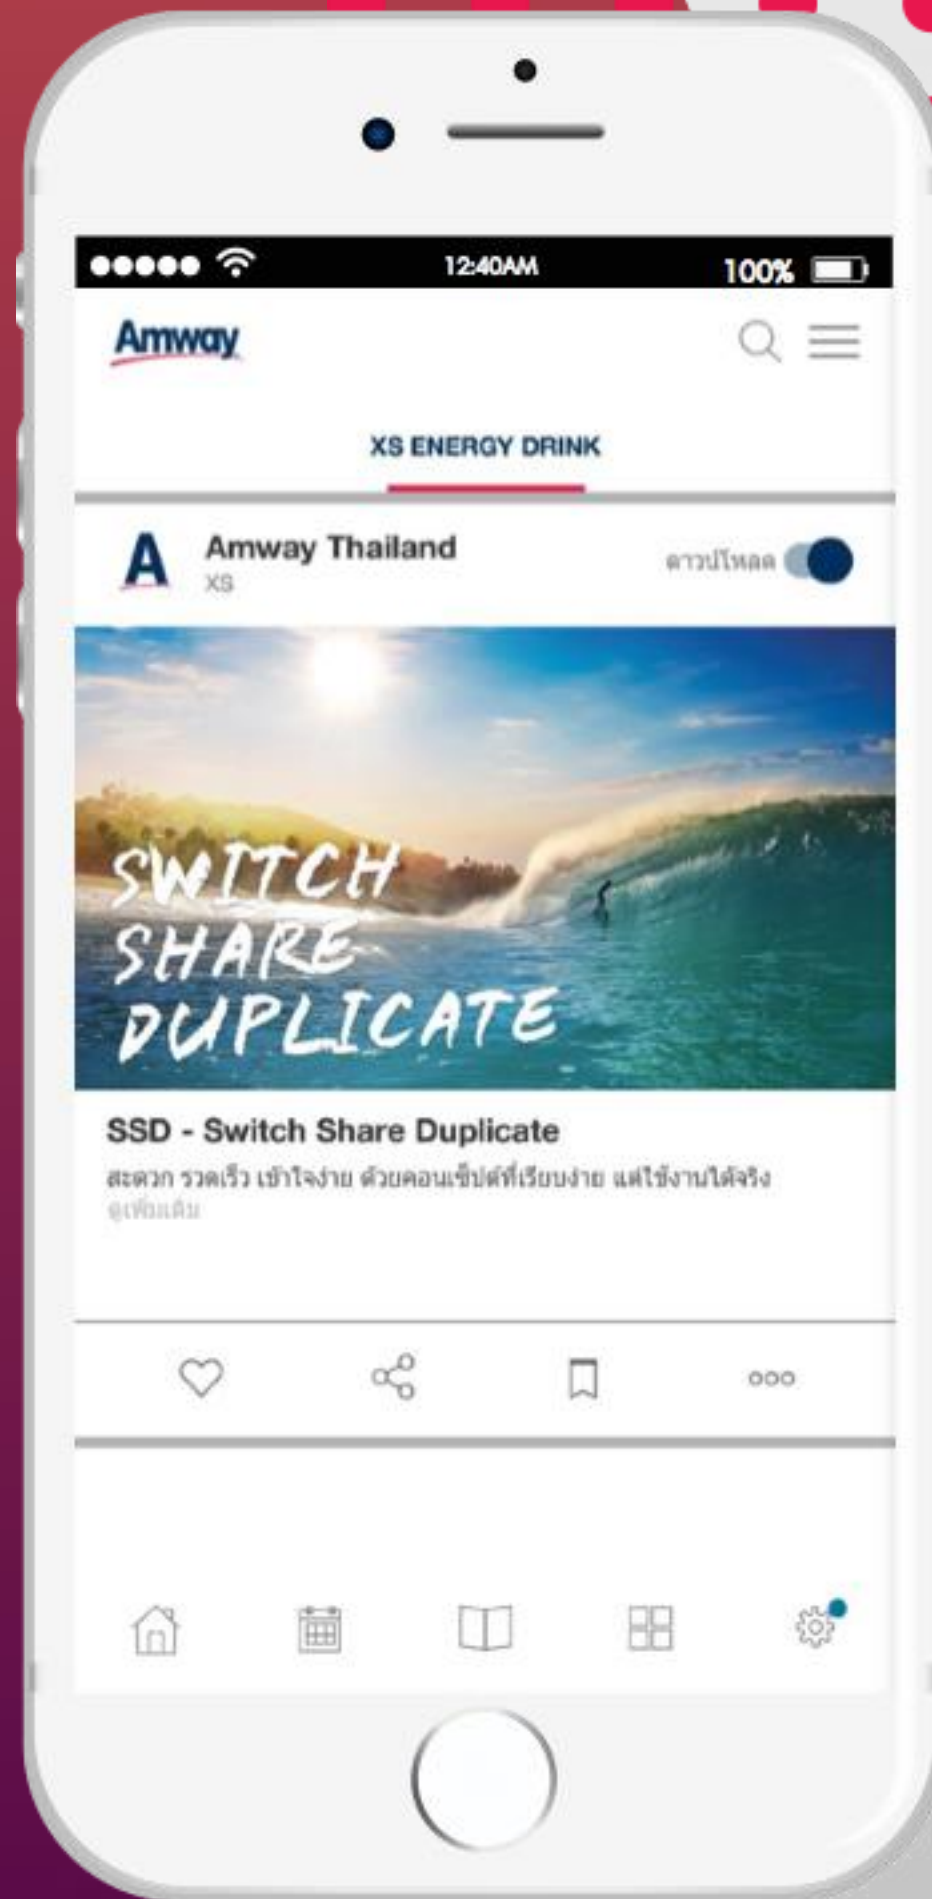 12:40AM
100%
Amway
XS ENERGY DRINK
A
Amway Thailand
XS
ดาวน์โหลด
SWITCH
SHARE
DUPLICATE
SSD - Switch Share Duplicate
สะดวก รวดเร็ว เข้าใจง่าย ด้วยคอนเซ็ปต์ที่เรียบง่าย แต่ใช้งานได้จริง
ดูเพิ่มเติม